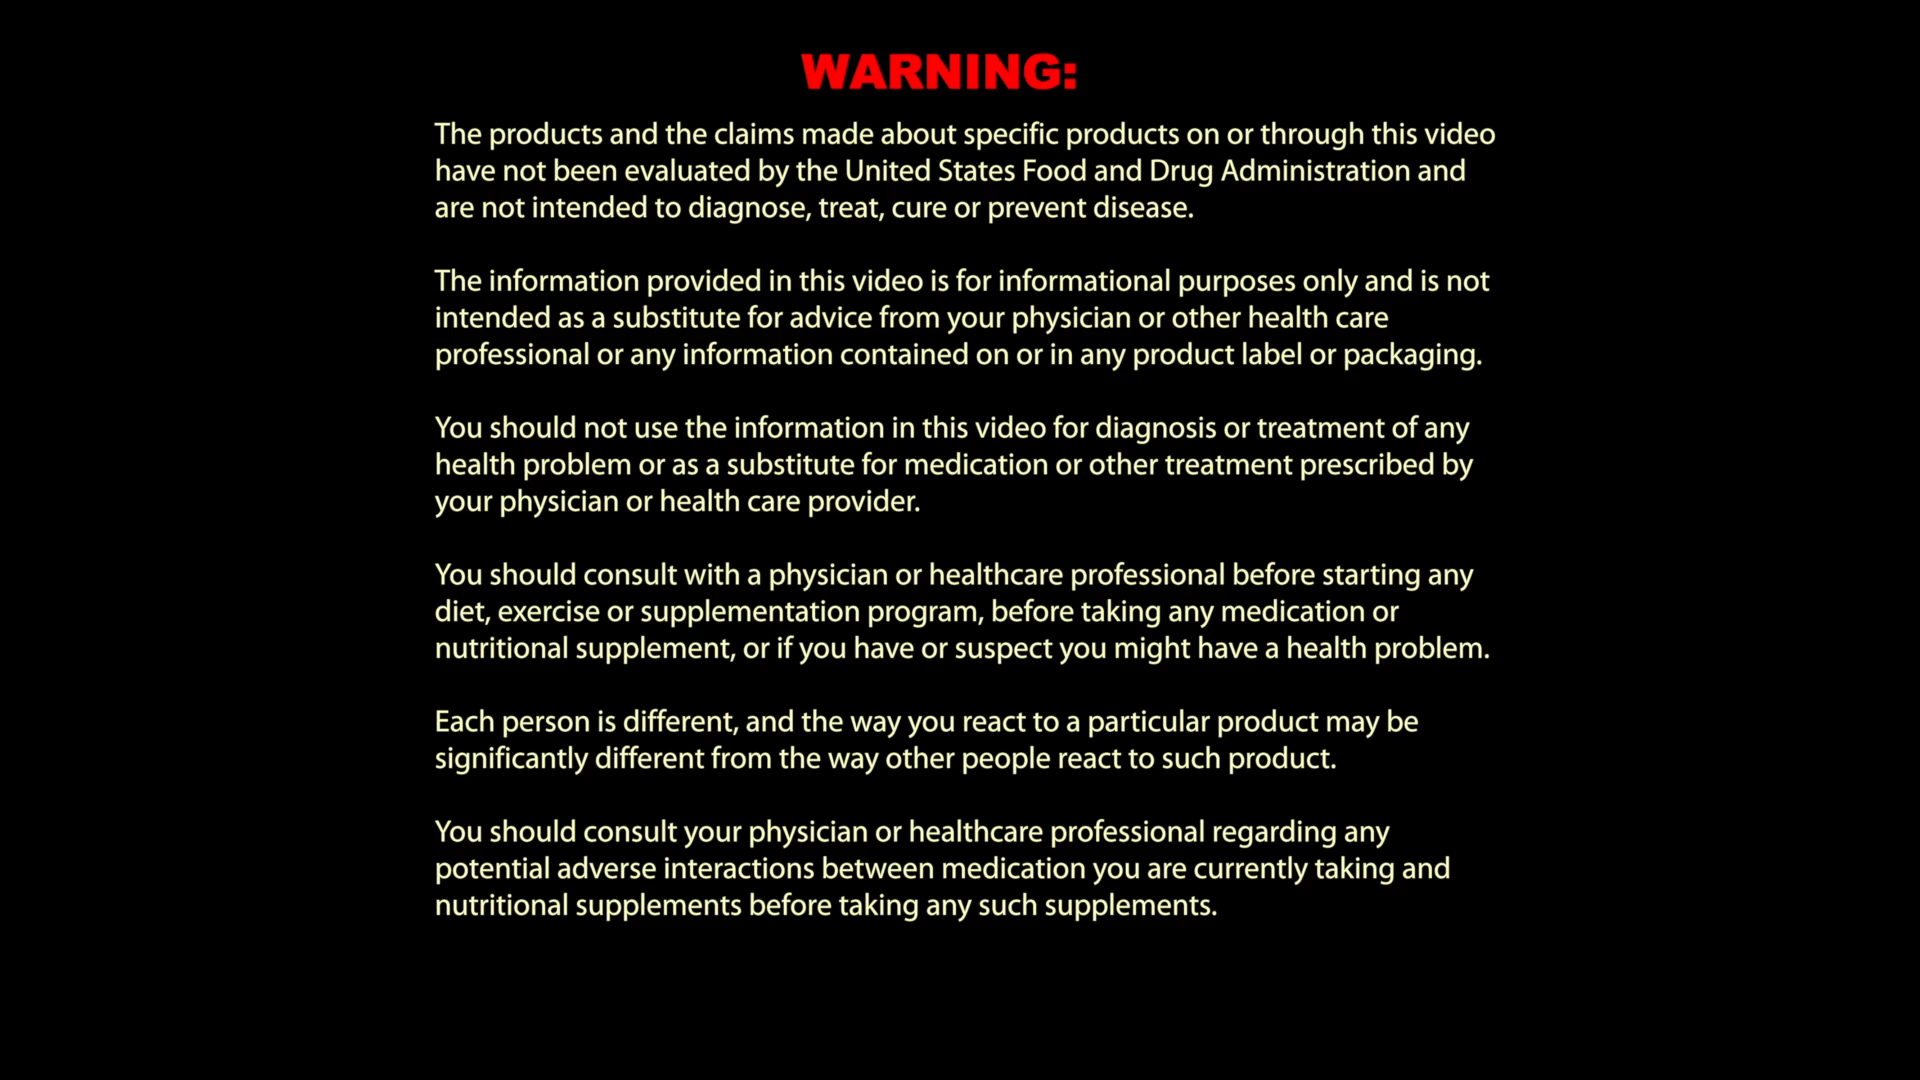 WARNING:
The products and the claims made about specific products on or through this video
have not been evaluated by the United States Food and Drug Administration and
are not intended to diagnose, treat, cure or prevent disease.
The information provided in this video is for informational purposes only and is not
intended as a substitute for advice from your physician or other health care
professional or any information contained on or in any product label or packaging.
You should not use the information in this video for diagnosis or treatment of any
health problem or as a substitute for medication or other treatment prescribed by
your physician or health care provider.
You should consult with a physician or healthcare professional before starting any
diet, exercise or supplementation program, before taking any medication or
nutritional supplement, or if you have or suspect you might have a health problem.
Each person is different, and the way you react to a particular product may be
significantly different from the way other people react to such product.
You should consult your physician or healthcare professional regarding any
potential adverse interactions between medication you are currently taking and
nutritional supplements before taking any such supplements.